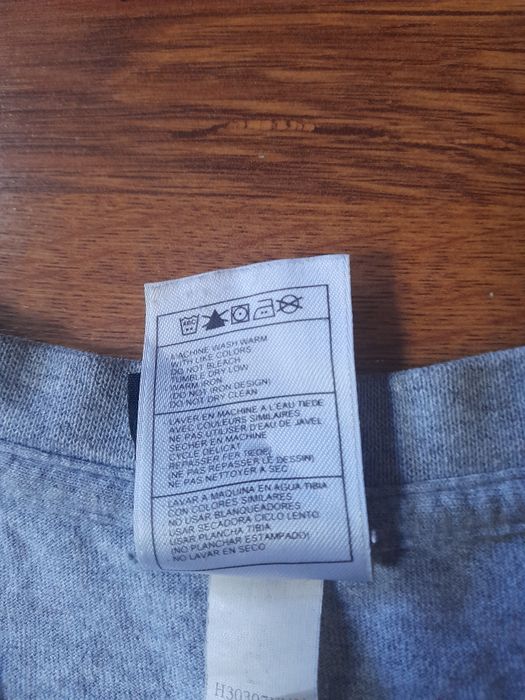 MACHINE WASH WARM
WITH LIKE COLORS
DO NOT BLEACH
TUMBLE DRY LOW
WARM IRON
(DO NOT IRON DESIGN)
DO NOT DRY CLEAN
LAVER EN MACHINE A L'EAU TIEDE
AVEC COULEURS SIMILAIRES
NE PAS UTILISER D'EAU DE JAVEL
SECHER EN MACHINE
CYCLE DELICAT
REPASSER FER TIEDE
(NE PAS REPASSER LE DESSIN)
NE PAS NETTOYER A SEC
LAVAR A MAQUINA EN AGUA TIBIA
CON COLORES SIMILARES
NO USAR BLANQUEADORES
USAR SECADORA CICLO LENTO
USAR PLANCHA TIBIA
(NO PLANCHAR ESTAMPADO)
NO LAVAR EN SECO